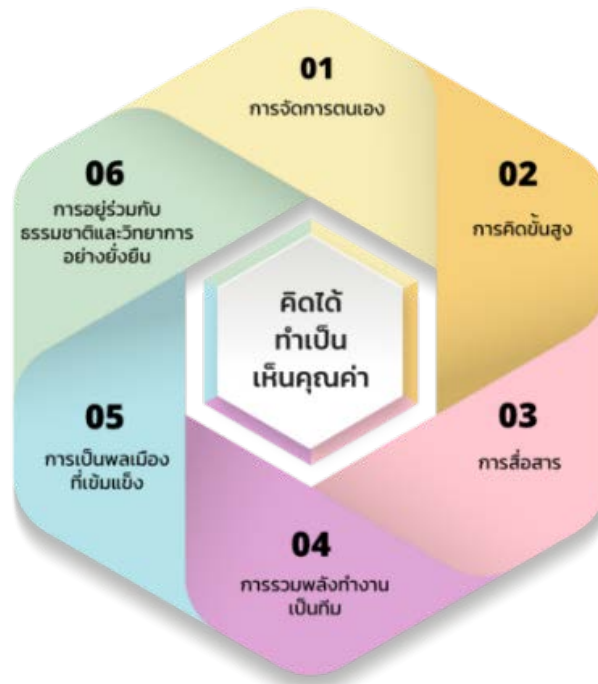 01
การจัดการตนเอง
02
การคิดขั้นสูง
03
การสื่อสาร
04
การรวมพลังทำงาน
เป็นทีม
05
การเป็นพลเมือง
ที่เข้มแข็ง
06
การอยู่ร่วมกับ
ธรรมชาติและวิทยาการ
อย่างยั่งยืน
คิดได้
ทำเป็น
เห็นคุณค่า